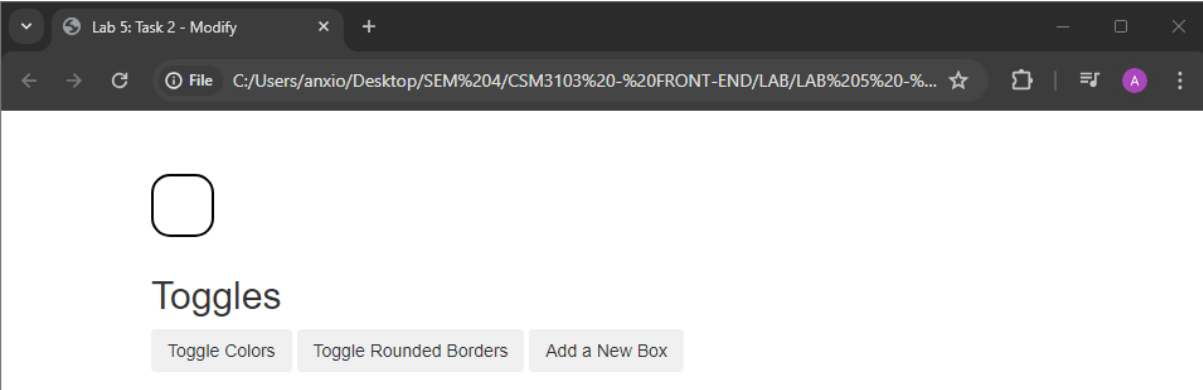 Lab 5: Task 2 - Modify
File C:/Users/anxio/Desktop/SEM%204/CSM3103%20-%20FRONT-END/LAB/LAB%205%20-%...
A
Toggles
Toggle Colors Toggle Rounded Borders Add a New Box